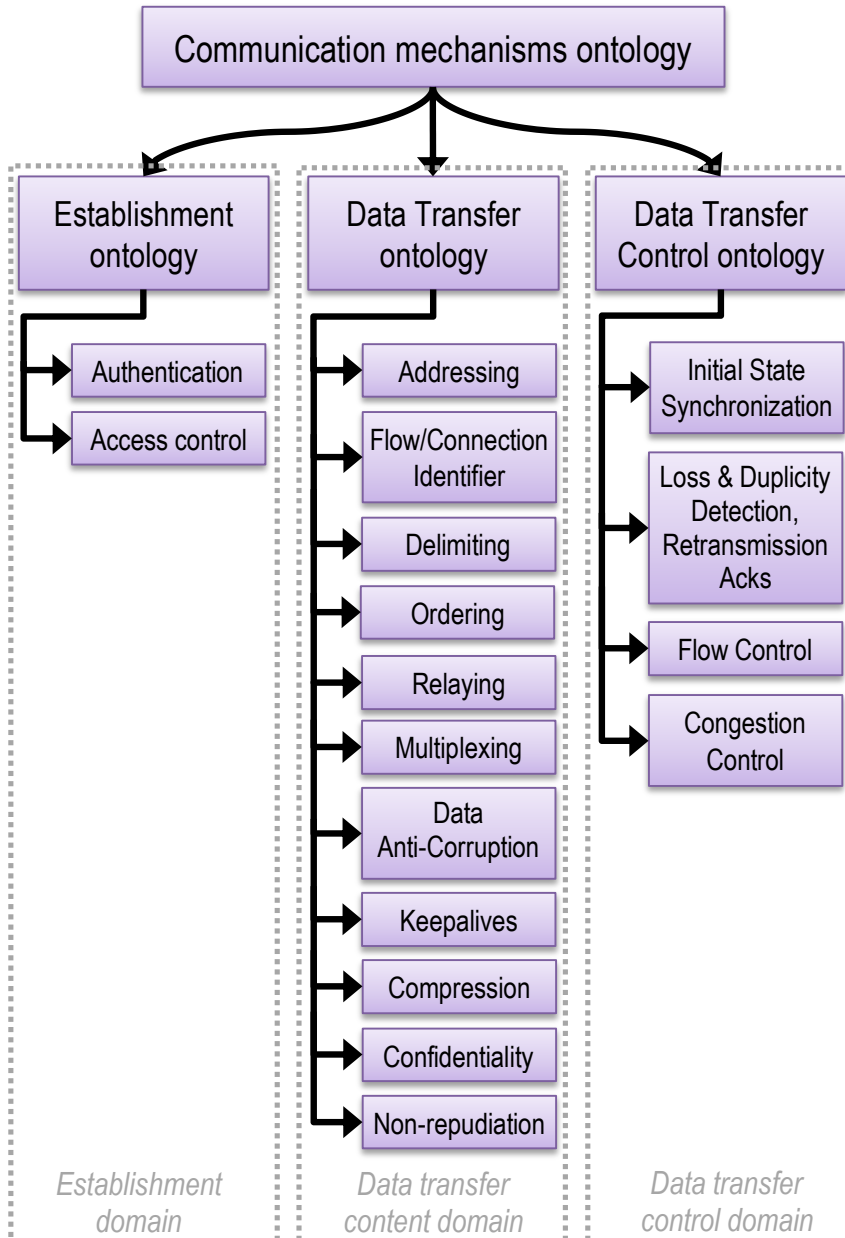 Communication mechanisms ontology
Establishment
ontology
Authentication
Access control
Establishment
domain
Data Transfer
ontology
Addressing
Flow/Connection
Identifier
Delimiting
Ordering
Relaying
Multiplexing
Data
Anti-Corruption
Keepalives
Compression
Confidentiality
Non-repudiation
Data transfer
content domain
Data Transfer
Control ontology
Initial State
Synchronization
Loss & Duplicity
Detection,
Retransmission
Acks
Flow Control
Congestion
Control
Data transfer
control domain